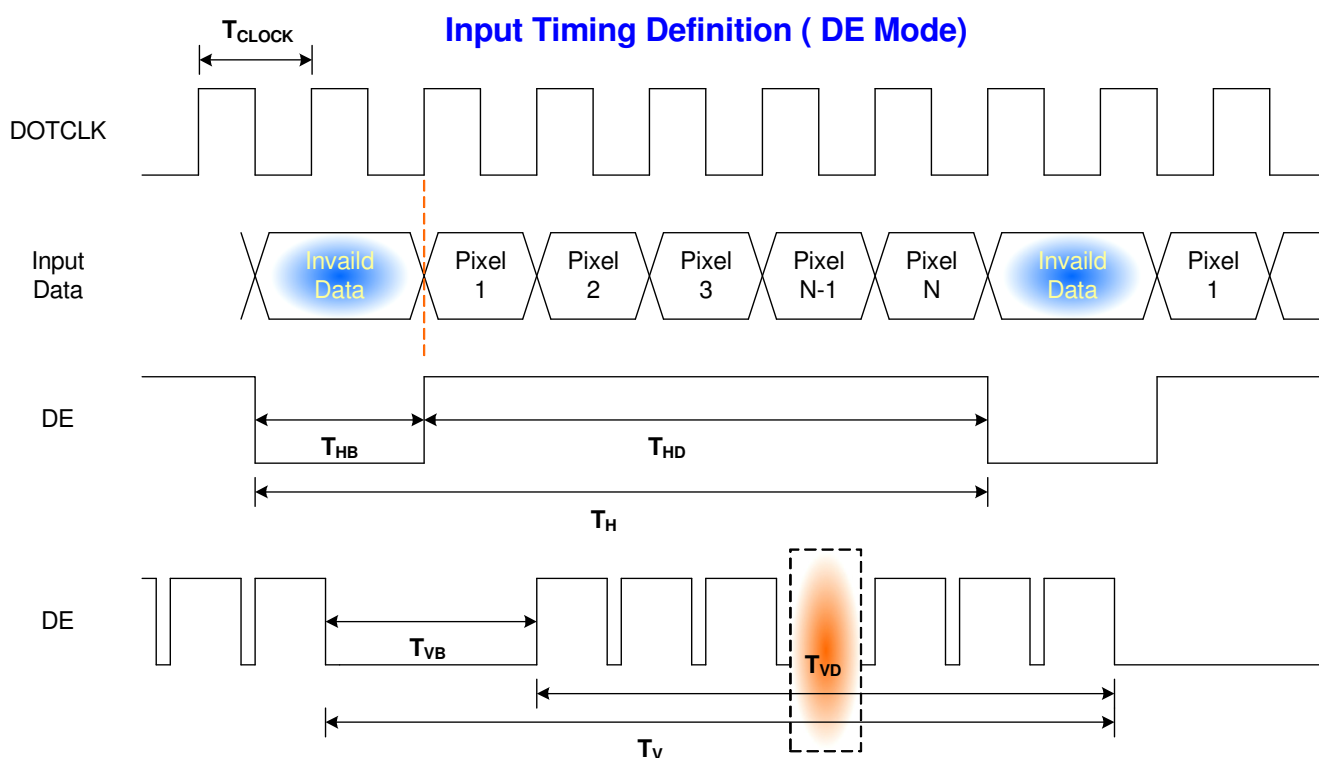 Input Timing Definition ( DE Mode)
TCLOCK
DOTCLK
Input
Data
Invaild
Data
Pixel
1
Pixel
2
Pixel
3
Pixel
N-1
Pixel
N
Invaild
Data
Pixel
1
DE
THB
THD
TH
DE
TVB
TVD
TV